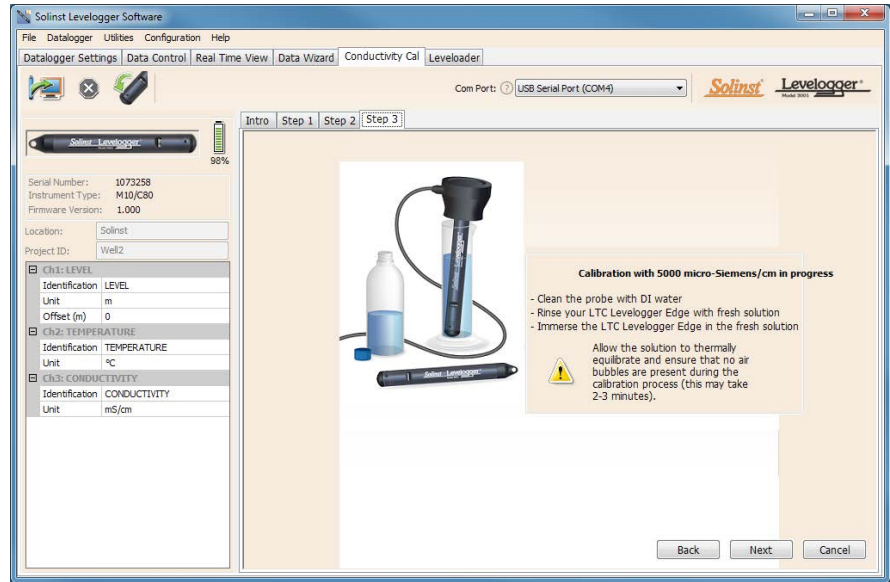 Solinst Levelogger Software
File Datalogger Utilities Configuration Help
Datalogger Settings Data Control Real Time View Data Wizard Conductivity Cal Leveloader
Com Port: ? USB Serial Port (COM4)
Solinst Levelogger
Model 3001
Intro Step 1 Step 2 Step 3
Solinst Levelogger
98%
Serial Number: 1073258
Instrument Type: M10/C80
Firmware Version: 1.000
Location: Solinst
Project ID: Well2
Ch1: LEVEL
Identification LEVEL
Unit m
Offset (m) 0
Ch2: TEMPERATURE
Identification TEMPERATURE
Unit °C
Ch3: CONDUCTIVITY
Identification CONDUCTIVITY
Unit mS/cm
Calibration with 5000 micro-Siemens/cm in progress
- Clean the probe with DI water
- Rinse your LTC Levelogger Edge with fresh solution
- Immerse the LTC Levelogger Edge in the fresh solution
Allow the solution to thermally
equilibrate and ensure that no air
bubbles are present during the
calibration process (this may take
2-3 minutes).
Solinst Levelogger
Back Next Cancel